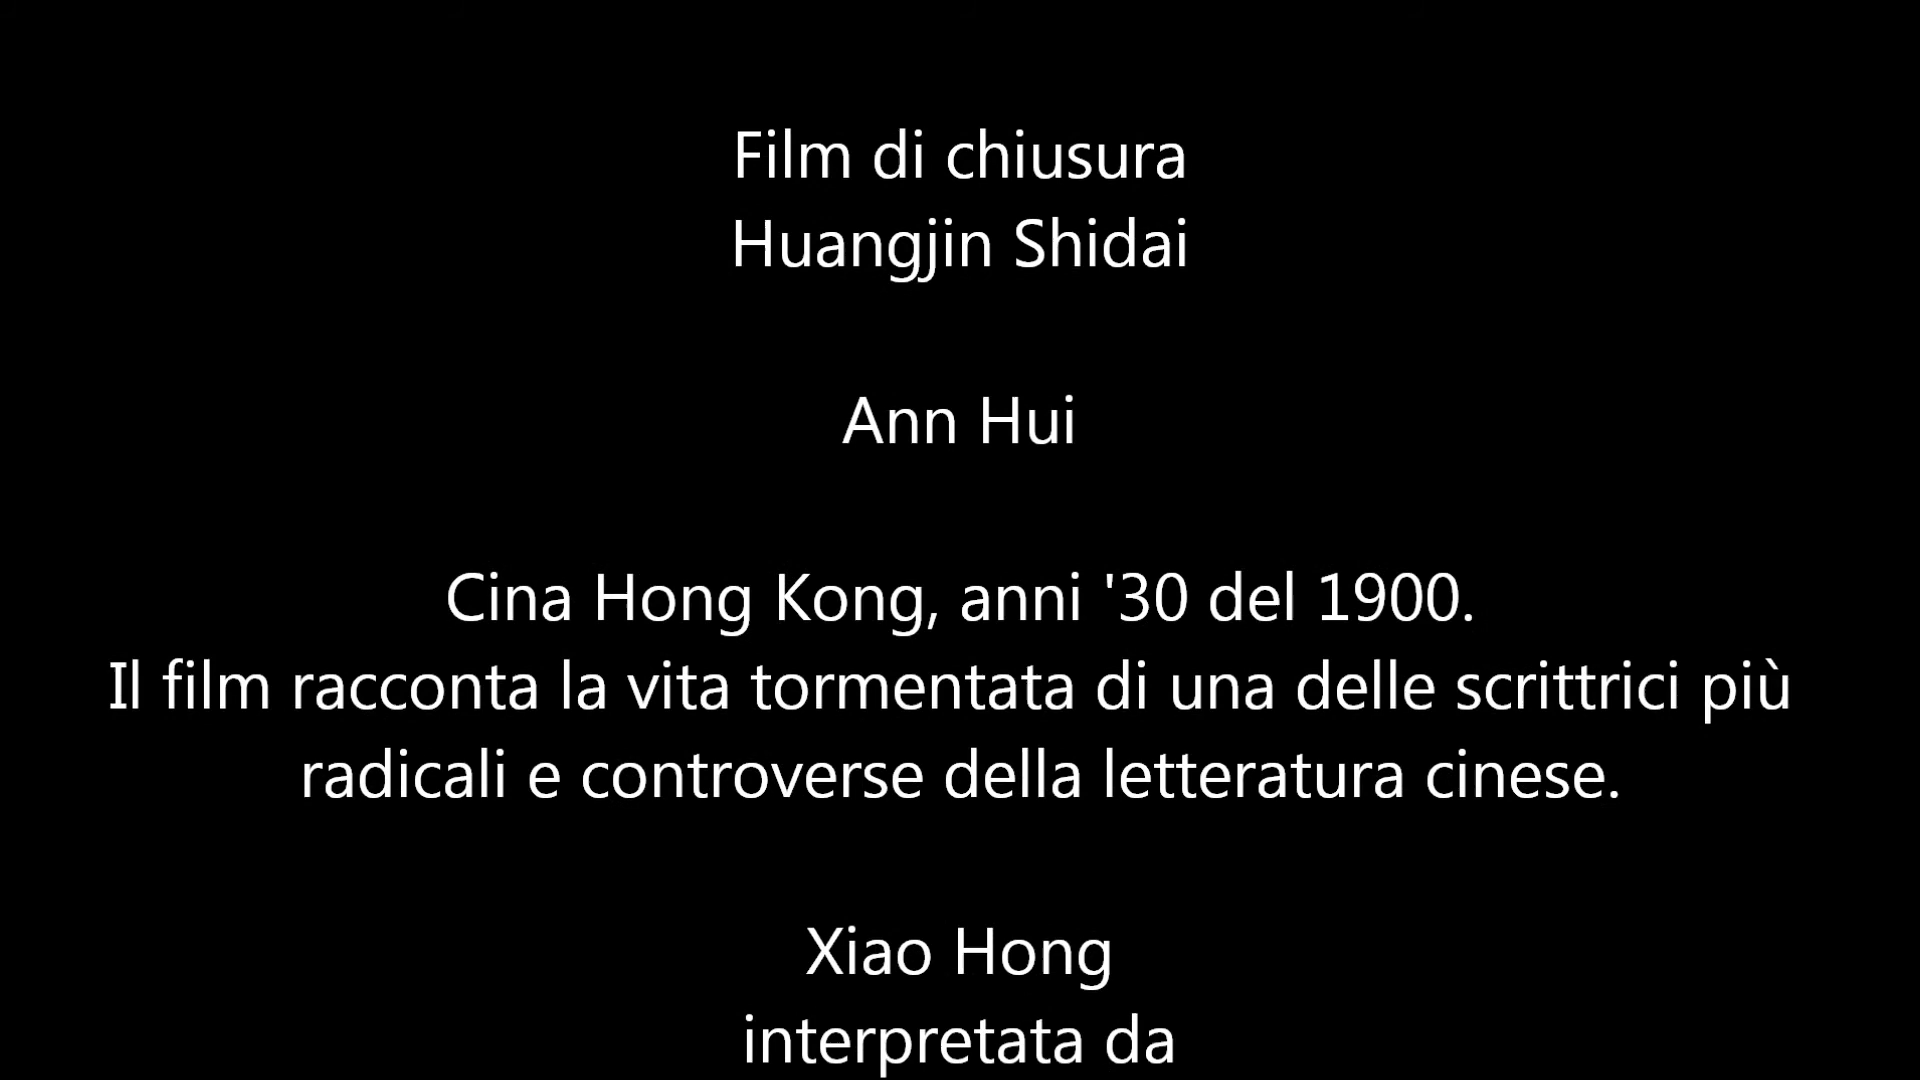 Film di chiusura
Huangjin Shidai
Ann Hui
Cina Hong Kong, anni '30 del 1900.
Il film racconta la vita tormentata di una delle scrittrici più
radicali e controverse della letteratura cinese.
Xiao Hong
interpretata da